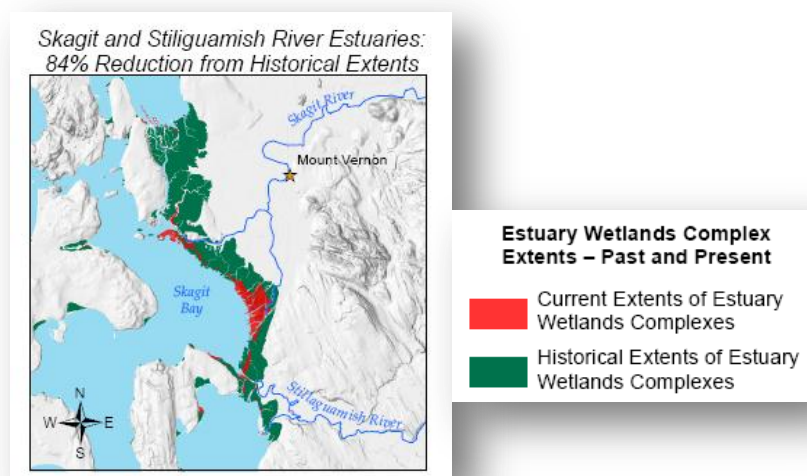 Skagit and Stiliguamish River Estuaries:
84% Reduction from Historical Extents
Skagit River
Mount Vernon
Skagit
Bay
Stillaguamish River
N
W
E
S
Estuary Wetlands Complex
Extents – Past and Present
Current Extents of Estuary
Wetlands Complexes
Historical Extents of Estuary
Wetlands Complexes